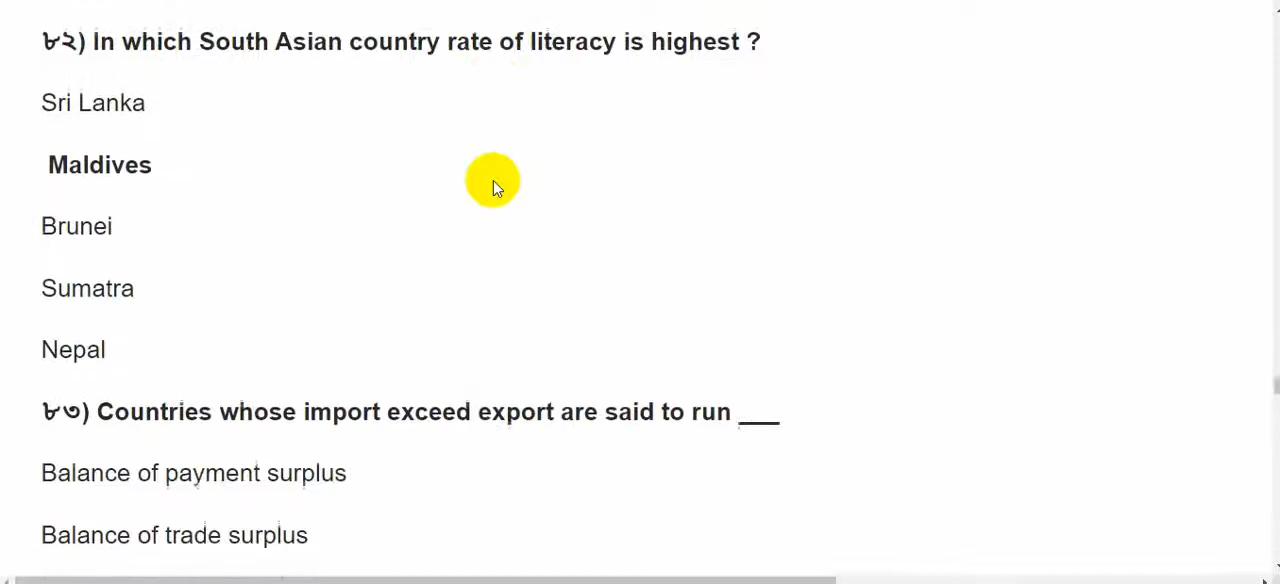 ৮২) In which South Asian country rate of literacy is highest ?
Sri Lanka
Maldives
Brunei
Sumatra
Nepal
৮৩) Countries whose import exceed export are said to run ___
Balance of payment surplus
Balance of trade surplus